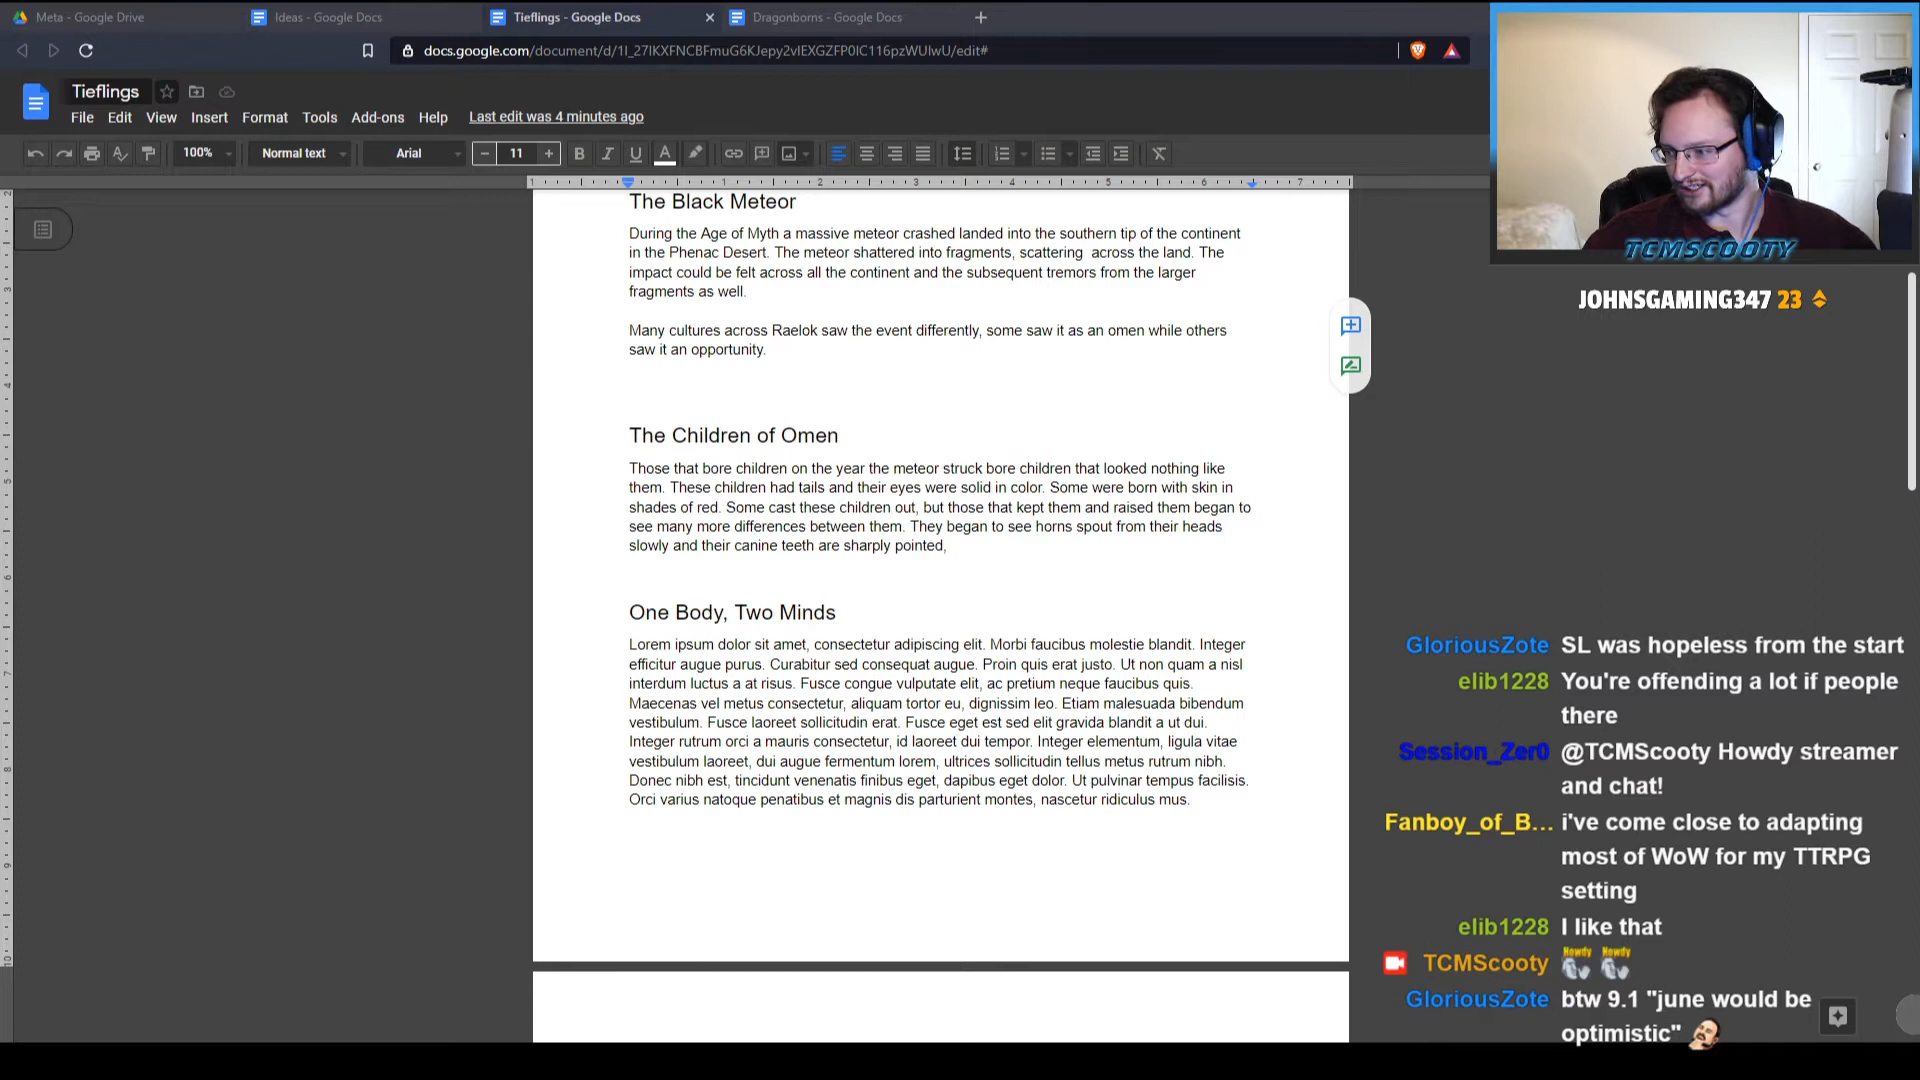 Meta - Google Drive
Ideas - Google Docs
Tieflings - Google Docs
Dragonborns - Google Docs
docs.google.com/document/d/1I_27IKXFNCBFmuG6KJepy2vIEXGZFP0IC116pzWUIwU/edit#
Tieflings
File Edit View Insert Format Tools Add-ons Help Last edit was 4 minutes ago
100% Normal text Arial 11 B I U A
1 1 2 3 4 5 6 7
The Black Meteor
During the Age of Myth a massive meteor crashed landed into the southern tip of the continent
in the Phenac Desert. The meteor shattered into fragments, scattering  across the land. The
impact could be felt across all the continent and the subsequent tremors from the larger
fragments as well.
Many cultures across Raelok saw the event differently, some saw it as an omen while others
saw it an opportunity.
The Children of Omen
Those that bore children on the year the meteor struck bore children that looked nothing like
them. These children had tails and their eyes were solid in color. Some were born with skin in
shades of red. Some cast these children out, but those that kept them and raised them began to
see many more differences between them. They began to see horns spout from their heads
slowly and their canine teeth are sharply pointed,
One Body, Two Minds
Lorem ipsum dolor sit amet, consectetur adipiscing elit. Morbi faucibus molestie blandit. Integer
efficitur augue purus. Curabitur sed consequat augue. Proin quis erat justo. Ut non quam a nisl
interdum luctus a at risus. Fusce congue vulputate elit, ac pretium neque faucibus quis.
Maecenas vel metus consectetur, aliquam tortor eu, dignissim leo. Etiam malesuada bibendum
vestibulum. Fusce laoreet sollicitudin erat. Fusce eget est sed elit gravida blandit a ut dui.
Integer rutrum orci a mauris consectetur, id laoreet dui tempor. Integer elementum, ligula vitae
vestibulum laoreet, dui augue fermentum lorem, ultrices sollicitudin tellus metus rutrum nibh.
Donec nibh est, tincidunt venenatis finibus eget, dapibus eget dolor. Ut pulvinar tempus facilisis.
Orci varius natoque penatibus et magnis dis parturient montes, nascetur ridiculus mus.
TCMSCOOTY
JOHNSGAMING347 23
GloriousZote SL was hopeless from the start
elib1228 You're offending a lot if people
there
Session_Zer0 @TCMScooty Howdy streamer
and chat!
Fanboy_of_B... i've come close to adapting
most of WoW for my TTRPG
setting
elib1228 I like that
TCMScooty Howdy Howdy
GloriousZote btw 9.1 "june would be
optimistic"